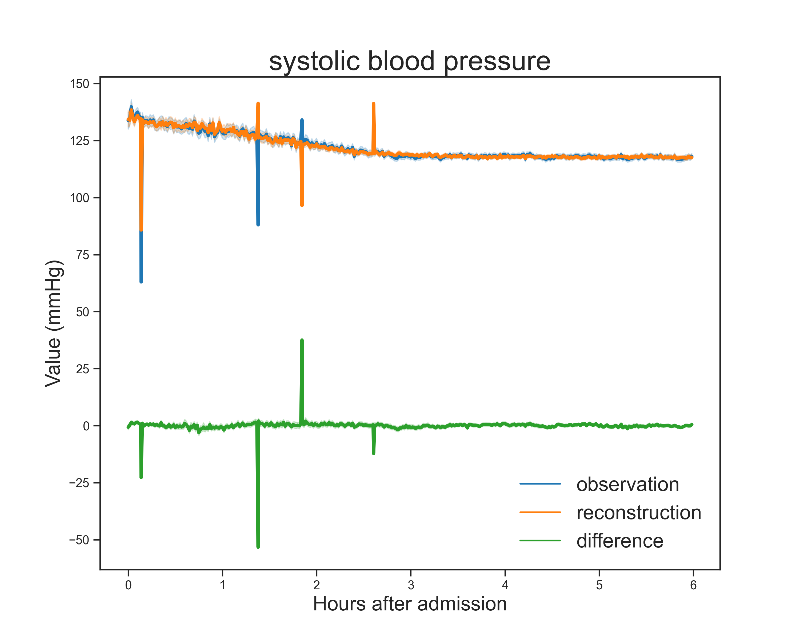 systolic blood pressure
150
125
100
75
50
25
0
−25
−50
Value (mmHg)
observation
reconstruction
difference
0 1 2 3 4 5 6
Hours after admission